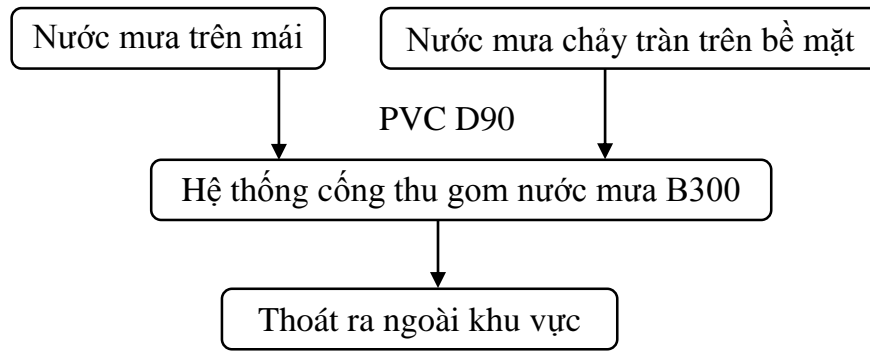 Nước mưa trên mái
Nước mưa chảy tràn trên bề mặt
PVC D90
Hệ thống cống thu gom nước mưa B300
Thoát ra ngoài khu vực